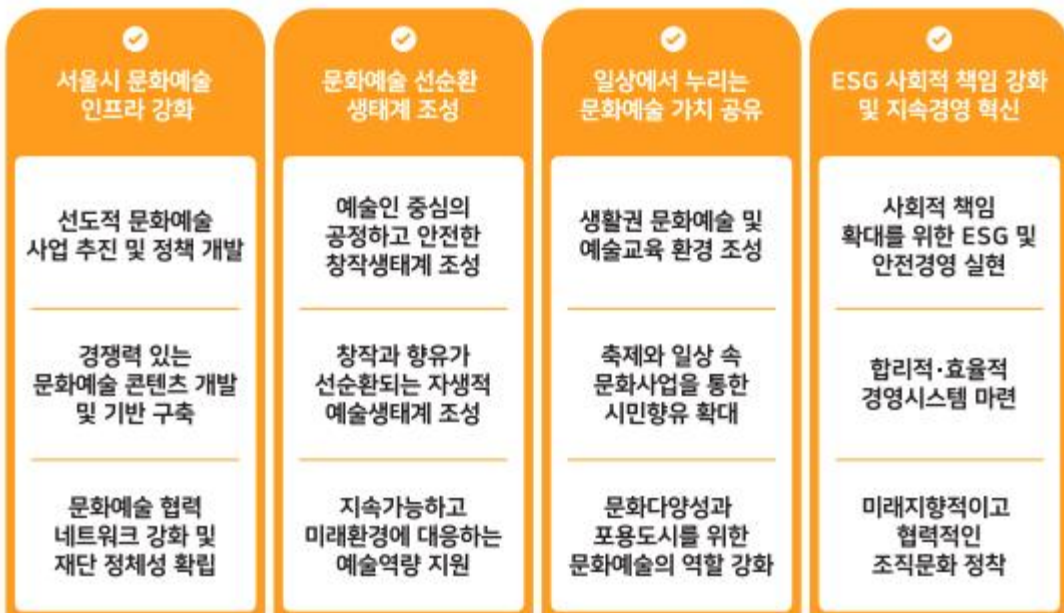 서울시 문화예술
인프라 강화
선도적 문화예술
사업 추진 및 정책 개발
경쟁력 있는
문화예술 콘텐츠 개발
및 기반 구축
문화예술 협력
네트워크 강화 및
재단 정체성 확립
문화예술 선순환
생태계 조성
예술인 중심의
공정하고 안전한
창작생태계 조성
창작과 향유가
선순환되는 자생적
예술생태계 조성
지속가능하고
미래환경에 대응하는
예술역량 지원
일상에서 누리는
문화예술 가치 공유
생활권 문화예술 및
예술교육 환경 조성
축제와 일상 속
문화사업을 통한
시민향유 확대
문화다양성과
포용도시를 위한
문화예술의 역할 강화
ESG 사회적 책임 강화
및 지속경영 혁신
사회적 책임
확대를 위한 ESG 및
안전경영 실현
합리적·효율적
경영시스템 마련
미래지향적이고
협력적인
조직문화 정착